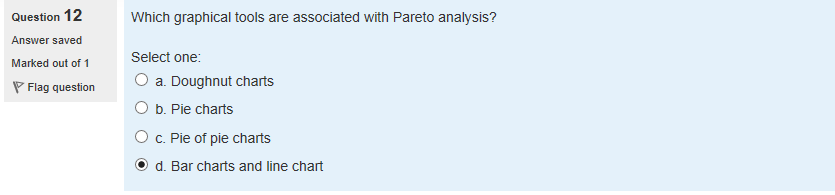 Question 12
Answer saved
Marked out of 1
Flag question
Which graphical tools are associated with Pareto analysis?
Select one:
a. Doughnut charts
b. Pie charts
c. Pie of pie charts
d. Bar charts and line chart